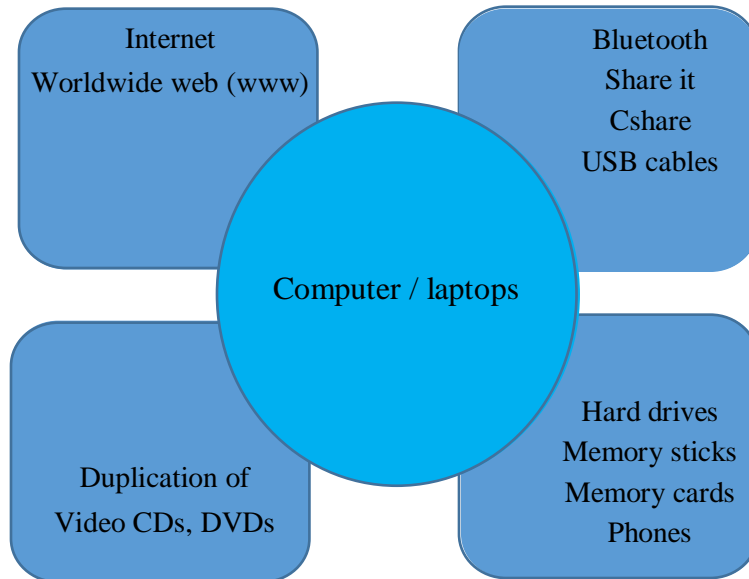 Internet
Worldwide web (www)
Bluetooth
Share it
Cshare
USB cables
Computer / laptops
Duplication of
Video CDs, DVDs
Hard drives
Memory sticks
Memory cards
Phones